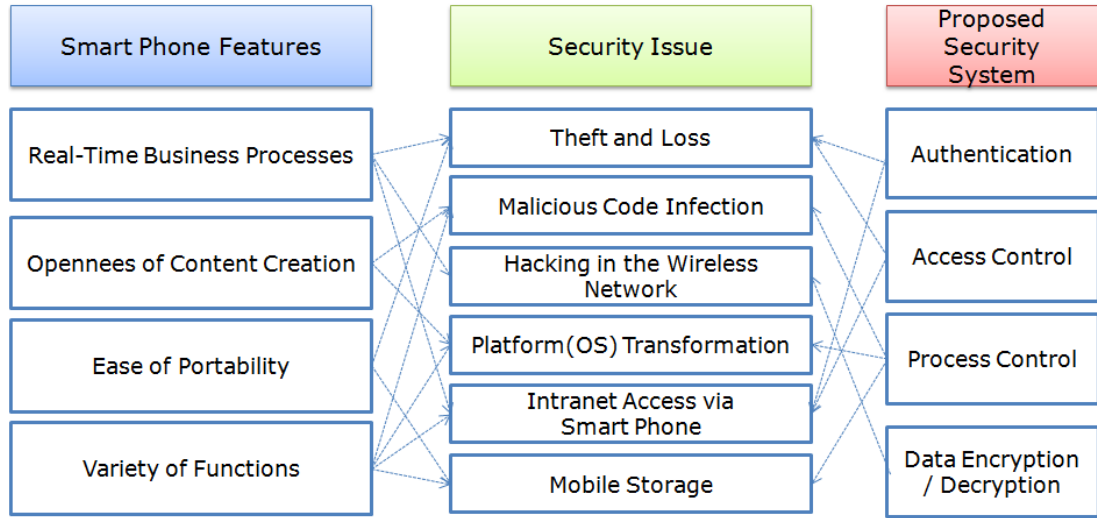 Smart Phone Features
Security Issue
Proposed
Security
System
Real-Time Business Processes
Opennees of Content Creation
Ease of Portability
Variety of Functions
Theft and Loss
Malicious Code Infection
Hacking in the Wireless
Network
Platform(OS) Transformation
Intranet Access via
Smart Phone
Mobile Storage
Authentication
Access Control
Process Control
Data Encryption
/ Decryption